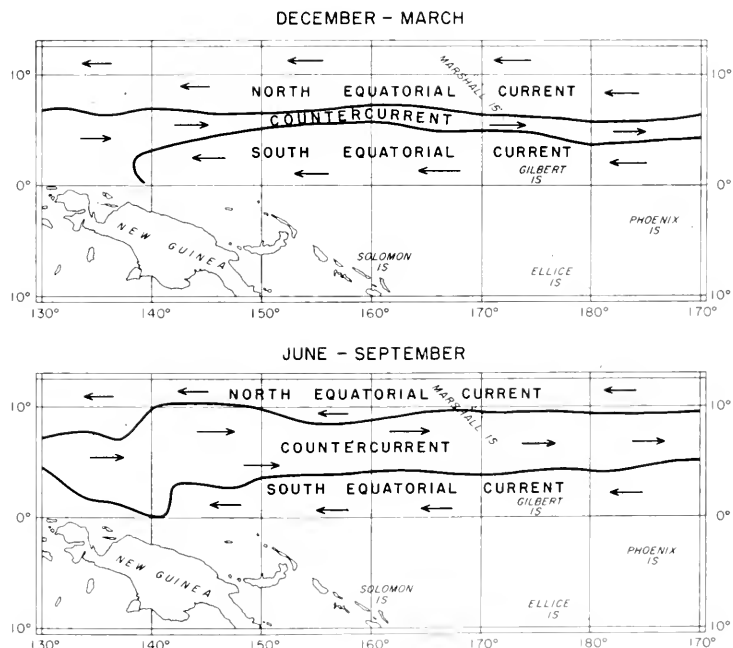 DECEMBER – MARCH
10° 10°
MARSHALL IS
NORTH EQUATORIAL CURRENT
COUNTERCURRENT
SOUTH EQUATORIAL CURRENT
GILBERT
IS
0° 0°
NEW GUINEA
PHOENIX
IS
SOLOMON
IS
ELLICE
IS
10° 10°
130° 140° 150° 160° 170° 180° 170°
JUNE – SEPTEMBER
NORTH EQUATORIAL CURRENT
MARSHALL IS
10° 10°
COUNTERCURRENT
SOUTH EQUATORIAL CURRENT
GILBERT
IS
0° 0°
NEW GUINEA
PHOENIX
IS
SOLOMON
IS
ELLICE
IS
10° 10°
130° 140° 150° 160° 170° 180° 170°